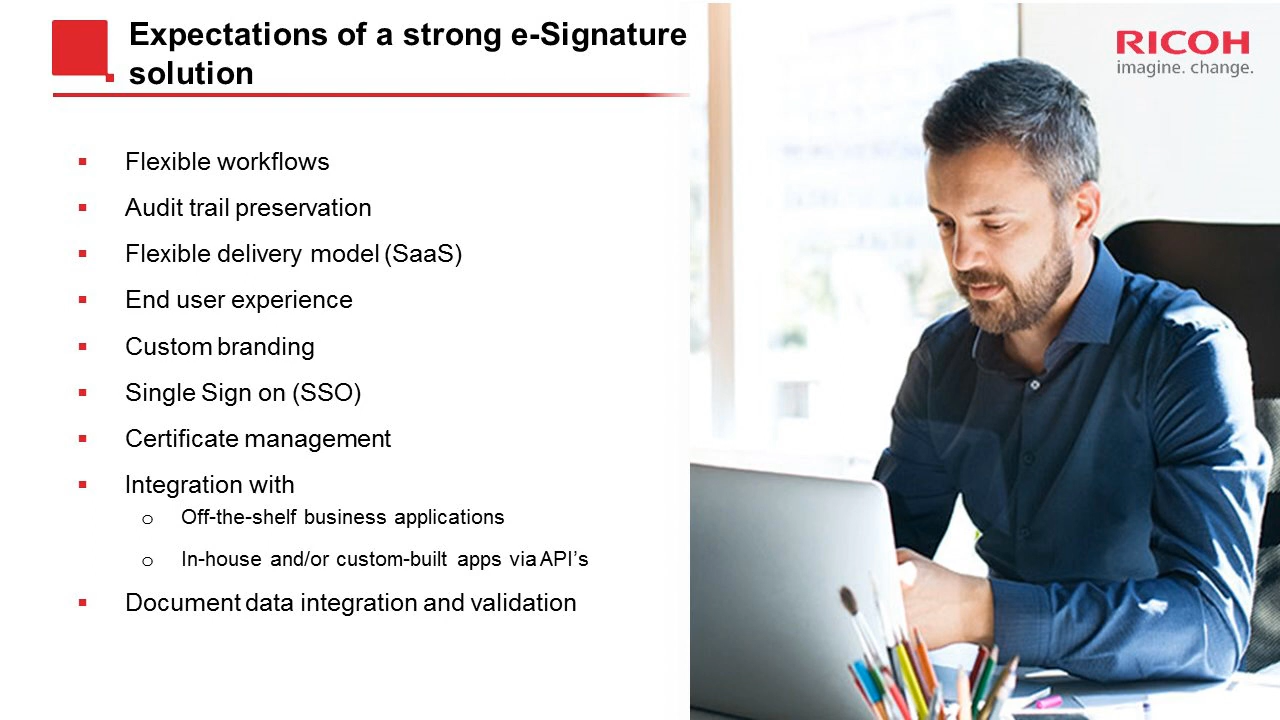 Expectations of a strong e-Signature
solution
RICOH
imagine. change.
▪ Flexible workflows
▪ Audit trail preservation
▪ Flexible delivery model (SaaS)
▪ End user experience
▪ Custom branding
▪ Single Sign on (SSO)
▪ Certificate management
▪ Integration with
o Off-the-shelf business applications
o In-house and/or custom-built apps via API’s
▪ Document data integration and validation